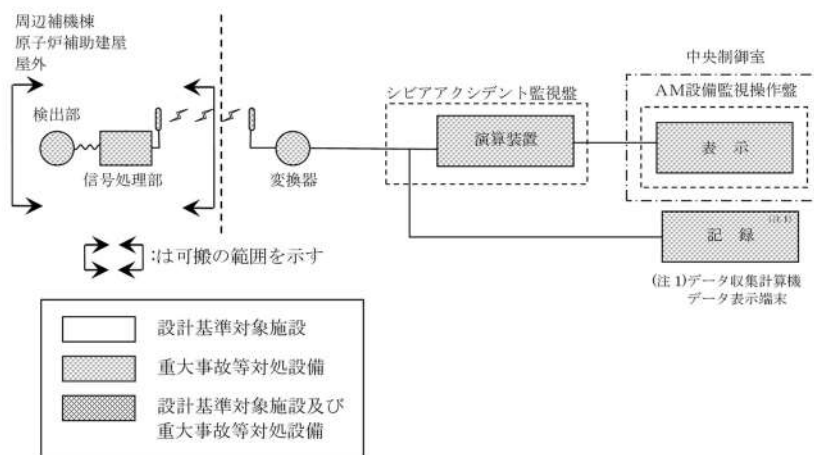 周辺補機棟
原子炉補助建屋
屋外
検出部
信号処理部
変換器
シビアアクシデント監視盤
演算装置
中央制御室
AM設備監視操作盤
表 示
記 録 (注1)
(注1)データ収集計算機
データ表示端末
:は可搬の範囲を示す
設計基準対象施設
重大事故等対処設備
設計基準対象施設及び
重大事故等対処設備